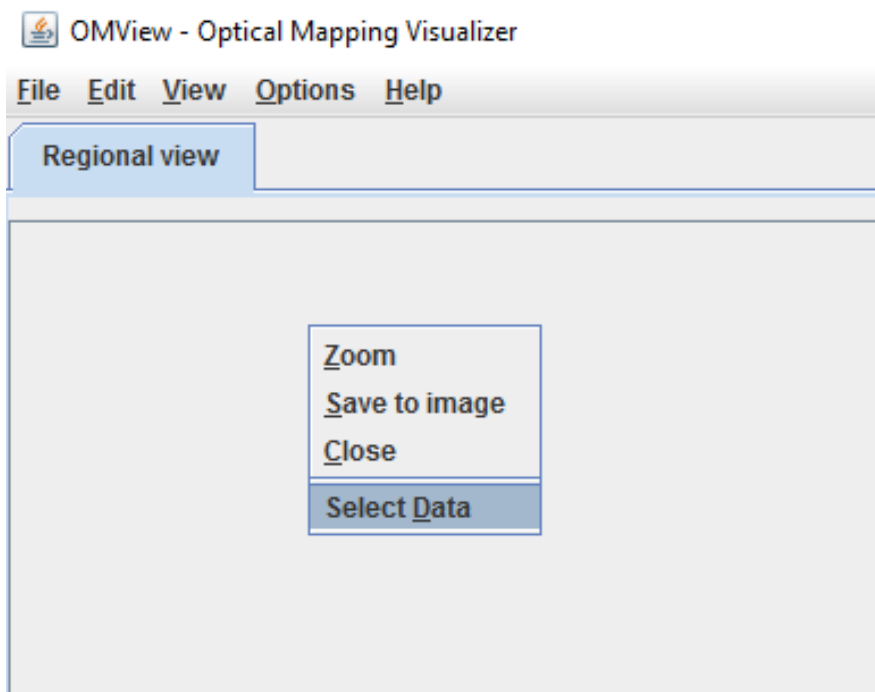 OMView - Optical Mapping Visualizer
File Edit View Options Help
Regional view
Zoom
Save to image
Close
Select Data